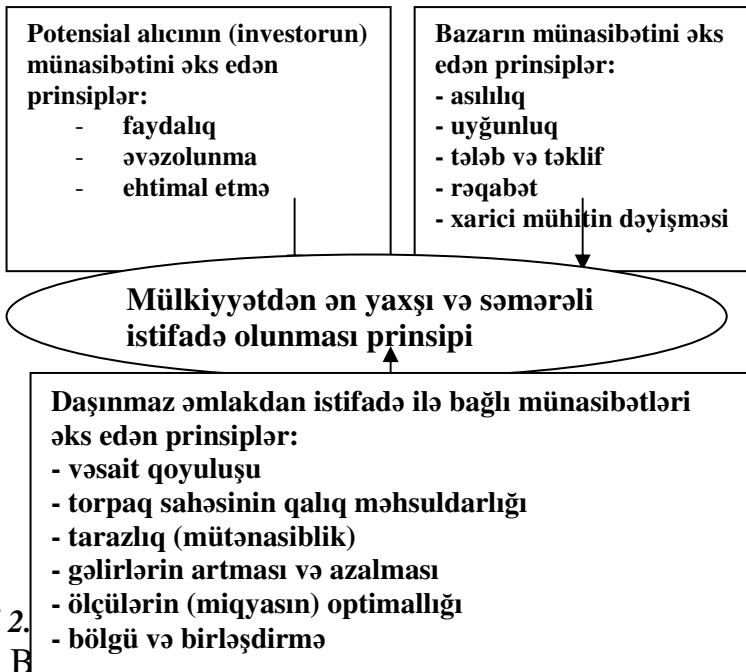 Potensial alıcının (investorun)
münasibətini əks edən
prinsiplər:
- faydalıq
- əvəzolunma
- ehtimal etmə
Bazarın münasibətini əks
edən prinsiplər:
- asılılıq
- uyğunluq
- tələb və təklif
- rəqabət
- xarici mühitin dəyişməsi
Mülkiyyətdən ən yaxşı və səmərəli
istifadə olunması prinsipi
Daşınmaz əmlakdan istifadə ilə bağlı münasibətləri
əks edən prinsiplər:
- vəsait qoyuluşu
- torpaq sahəsinin qalıq məhsuldarlığı
- tarazlıq (mütənasiblik)
- gəlirlərin artması və azalması
- ölçülərin (miqyasın) optimallığı
- bölgü və birləşdirmə
2.
B